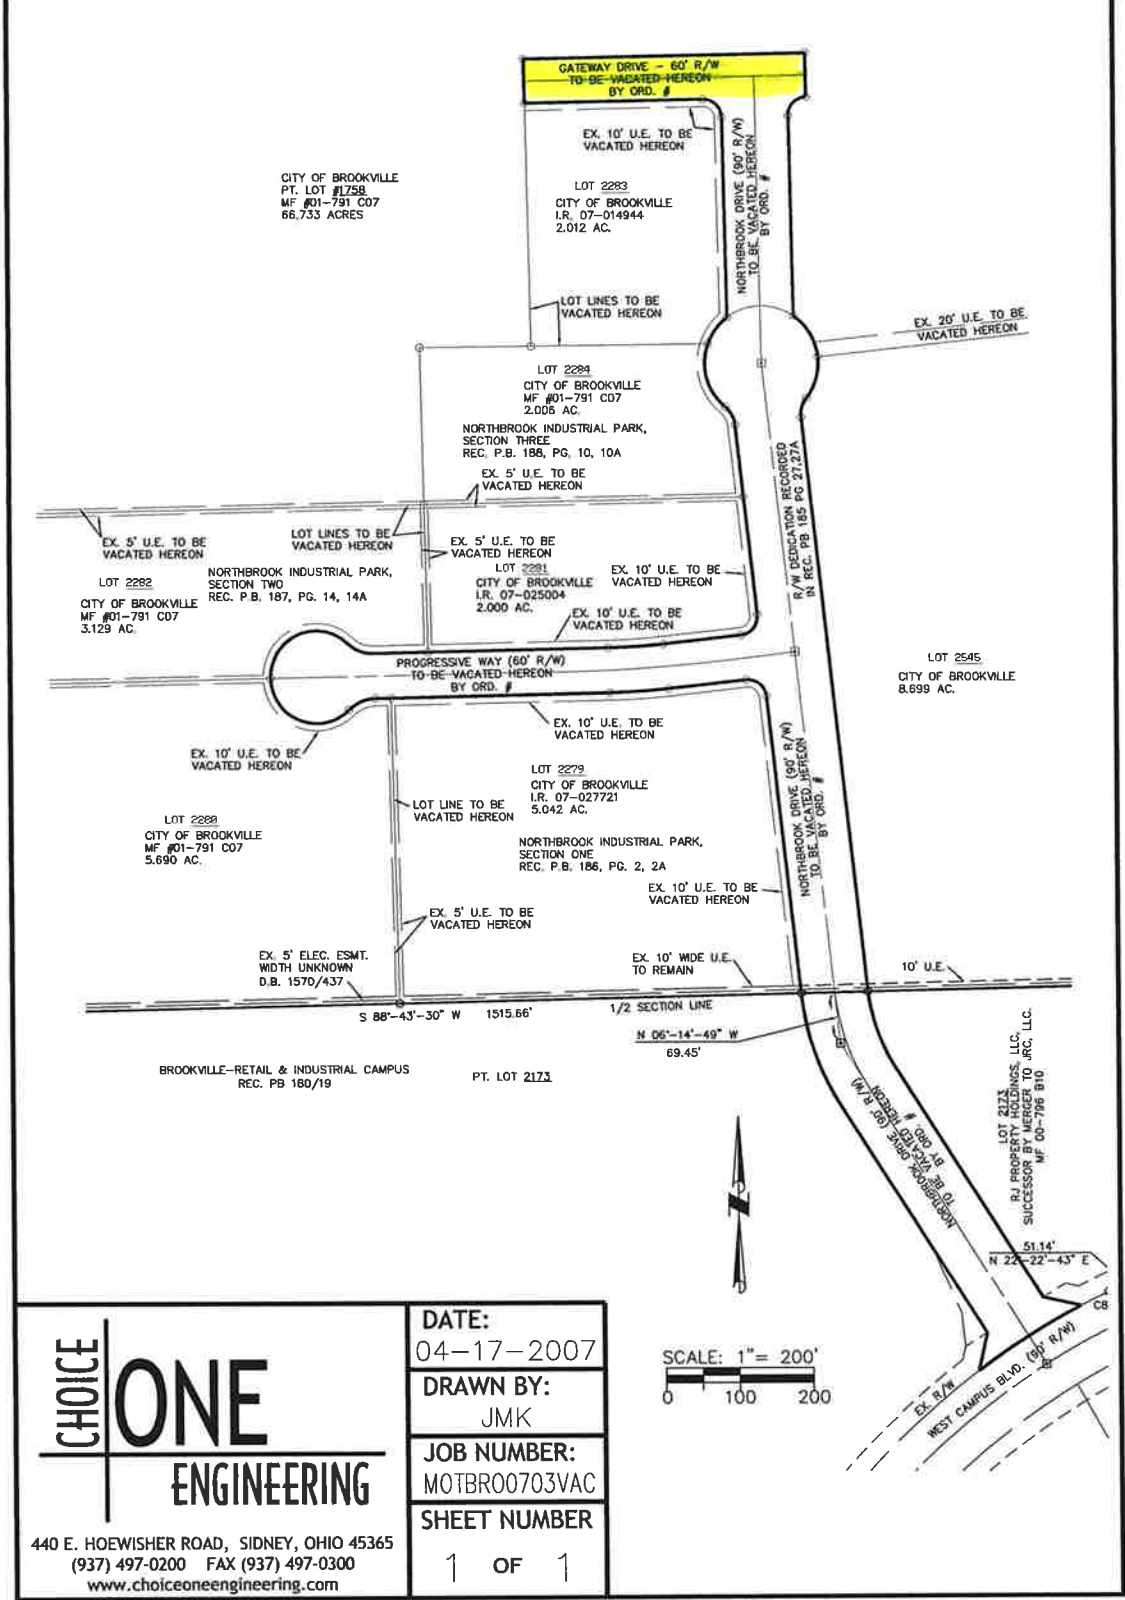 GATEWAY DRIVE - 60' R/W
TO BE VACATED HEREON
BY ORD. #
EX. 10' U.E. TO BE
VACATED HEREON
NORTHBROOK DRIVE (90' R/W)
TO BE VACATED HEREON
BY ORD. #
CITY OF BROOKVILLE
PT. LOT #1758
MF #01-791 C07
66.733 ACRES
LOT 2283
CITY OF BROOKVILLE
I.R. 07-014944
2.012 AC.
LOT LINES TO BE
VACATED HEREON
EX. 20' U.E. TO BE
VACATED HEREON
LOT 2284
CITY OF BROOKVILLE
MF #01-791 C07
2.006 AC.
NORTHBROOK INDUSTRIAL PARK,
SECTION THREE
REC. P.B. 188, PG. 10, 10A
EX. 5' U.E. TO BE
VACATED HEREON
R/W DEDICATION RECORDED
IN REC. PB 185 PG 27,27A
EX. 5' U.E. TO BE
VACATED HEREON
LOT LINES TO BE
VACATED HEREON
EX. 5' U.E. TO BE
VACATED HEREON
LOT 2282
CITY OF BROOKVILLE
MF #01-791 C07
3.129 AC.
NORTHBROOK INDUSTRIAL PARK,
SECTION TWO
REC. P.B. 187, PG. 14, 14A
LOT 2281
CITY OF BROOKVILLE
I.R. 07-025004
2.000 AC.
EX. 10' U.E. TO BE
VACATED HEREON
EX. 10' U.E. TO BE
VACATED HEREON
PROGRESSIVE WAY (60' R/W)
TO BE VACATED HEREON
BY ORD. #
LOT 2545
CITY OF BROOKVILLE
8.699 AC.
EX. 10' U.E. TO BE
VACATED HEREON
EX. 10' U.E. TO BE
VACATED HEREON
NORTHBROOK DRIVE (90' R/W)
TO BE VACATED HEREON
BY ORD. #
LOT 2279
CITY OF BROOKVILLE
I.R. 07-027721
5.042 AC.
LOT LINE TO BE
VACATED HEREON
LOT 2280
CITY OF BROOKVILLE
MF #01-791 C07
5.690 AC.
NORTHBROOK INDUSTRIAL PARK,
SECTION ONE
REC. P.B. 186, PG. 2, 2A
EX. 10' U.E. TO BE
VACATED HEREON
EX. 5' U.E. TO BE
VACATED HEREON
EX. 5' ELEC. ESMT.
WIDTH UNKNOWN
D.B. 1570/437
EX. 10' WIDE U.E.
TO REMAIN
10' U.E.
S 88°-43'-30" W 1515.66'
1/2 SECTION LINE
N 06°-14'-49" W
69.45'
BROOKVILLE-RETAIL & INDUSTRIAL CAMPUS
REC. PB 180/19
PT. LOT 2173
NORTHBROOK DRIVE (90' R/W)
TO BE VACATED HEREON
BY ORD. #
LOT 2173
RJ PROPERTY HOLDINGS, LLC,
SUCCESSOR BY MERGER TO JRC, LLC.
MF 00-796 B10
51.14'
N 22°-22'-43" E
C8
EX. R/W
WEST CAMPUS BLVD. (90' R/W)
N
SCALE: 1"= 200'
0 100 200
CHOICE
ONE
ENGINEERING
440 E. HOEWISHER ROAD, SIDNEY, OHIO 45365
(937) 497-0200 FAX (937) 497-0300
www.choiceoneengineering.com
DATE:
04-17-2007
DRAWN BY:
JMK
JOB NUMBER:
MOTBRO0703VAC
SHEET NUMBER
1 OF 1